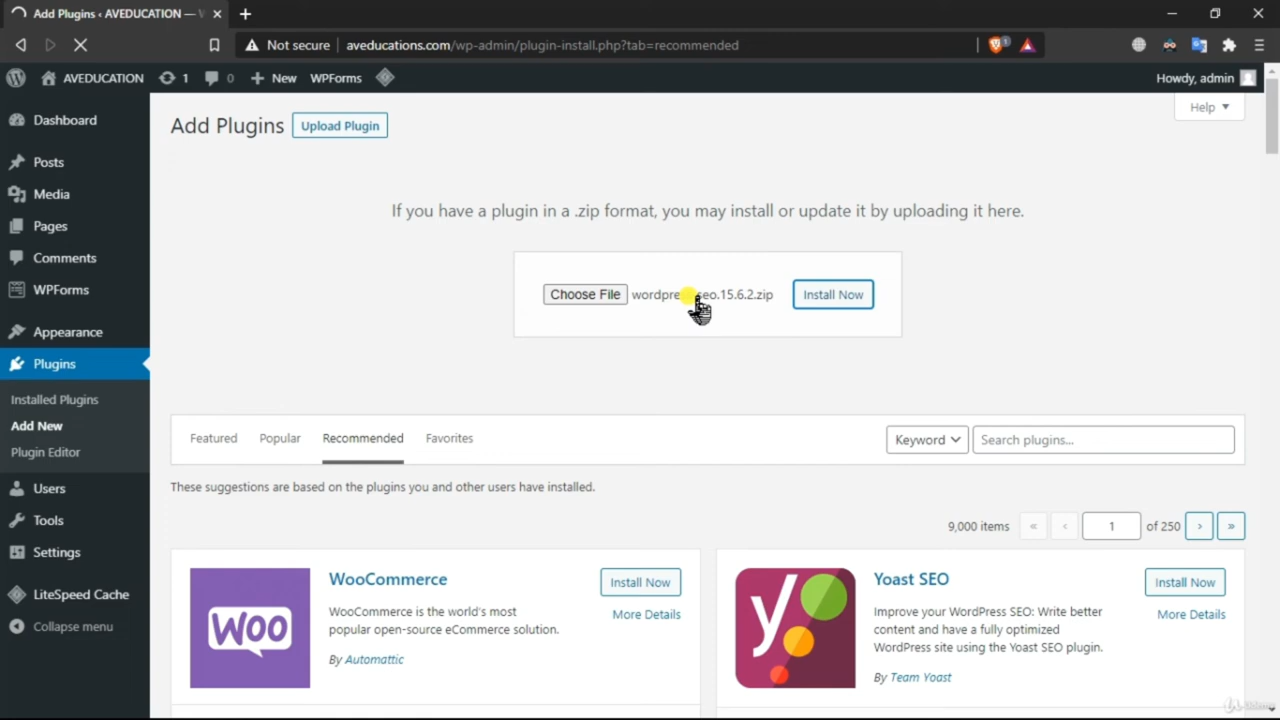 Add Plugins ‹ AVEDUCATION —
Not secure aveducations.com/wp-admin/plugin-install.php?tab=recommended
AVEDUCATION 1 0 New WPForms Howdy, admin
Help
Add Plugins Upload Plugin
Dashboard
Posts
Media
Pages
Comments
WPForms
Appearance
Plugins
Installed Plugins
Add New
Plugin Editor
Users
Tools
Settings
LiteSpeed Cache
Collapse menu
If you have a plugin in a .zip format, you may install or update it by uploading it here.
Choose File seo.15.6.2.zip Install Now
Featured Popular Recommended Favorites Keyword Search plugins...
These suggestions are based on the plugins you and other users have installed.
9,000 items « ‹ 1 of 250 › »
WooCommerce
Install Now
More Details
WooCommerce is the world's most
popular open-source eCommerce solution.
By Automattic
WOO
Yoast SEO
Install Now
More Details
Improve your WordPress SEO: Write better
content and have a fully optimized
WordPress site using the Yoast SEO plugin.
By Team Yoast
y